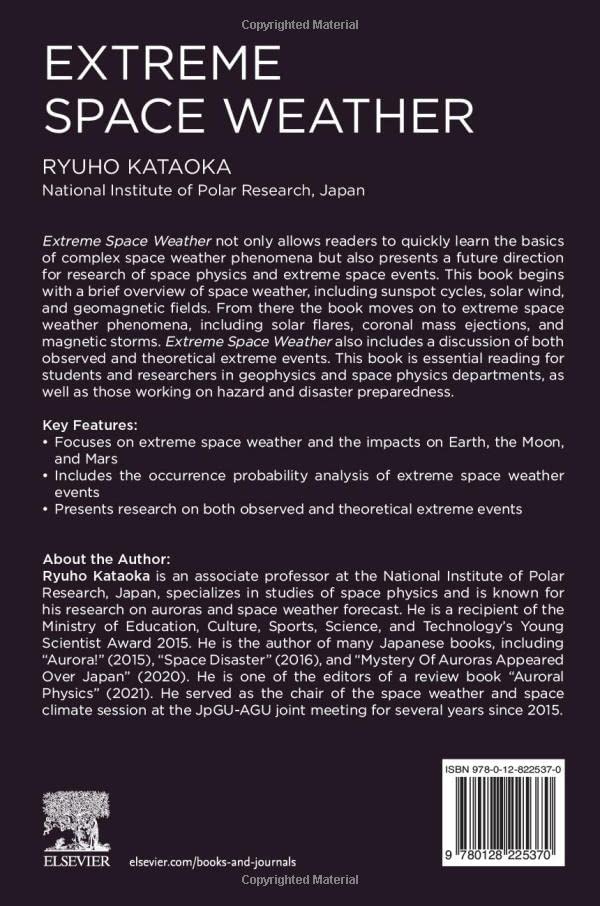 Copyrighted Material
EXTREME
SPACE WEATHER
RYUHO KATAOKA
National Institute of Polar Research, Japan
Extreme Space Weather not only allows readers to quickly learn the basics
of complex space weather phenomena but also presents a future direction
for research of space physics and extreme space events. This book begins
with a brief overview of space weather, including sunspot cycles, solar wind,
and geomagnetic fields. From there the book moves on to extreme space
weather phenomena, including solar flares, coronal mass ejections, and
magnetic storms. Extreme Space Weather also includes a discussion of both
observed and theoretical extreme events. This book is essential reading for
students and researchers in geophysics and space physics departments, as
well as those working on hazard and disaster preparedness.
Key Features:
• Focuses on extreme space weather and the impacts on Earth, the Moon,
and Mars
• Includes the occurrence probability analysis of extreme space weather
events
• Presents research on both observed and theoretical extreme events
About the Author:
Ryuho Kataoka is an associate professor at the National Institute of Polar
Research, Japan, specializes in studies of space physics and is known for
his research on auroras and space weather forecast. He is a recipient of the
Ministry of Education, Culture, Sports, Science, and Technology's Young
Scientist Award 2015. He is the author of many Japanese books, including
“Aurora!” (2015), “Space Disaster” (2016), and “Mystery Of Auroras Appeared
Over Japan” (2020). He is one of the editors of a review book “Auroral
Physics” (2021). He served as the chair of the space weather and space
climate session at the JpGU-AGU joint meeting for several years since 2015.
ISBN 978-0-12-822537-0
9 780128 225370
ELSEVIER
elsevier.com/books-and-journals
Copyrighted Material